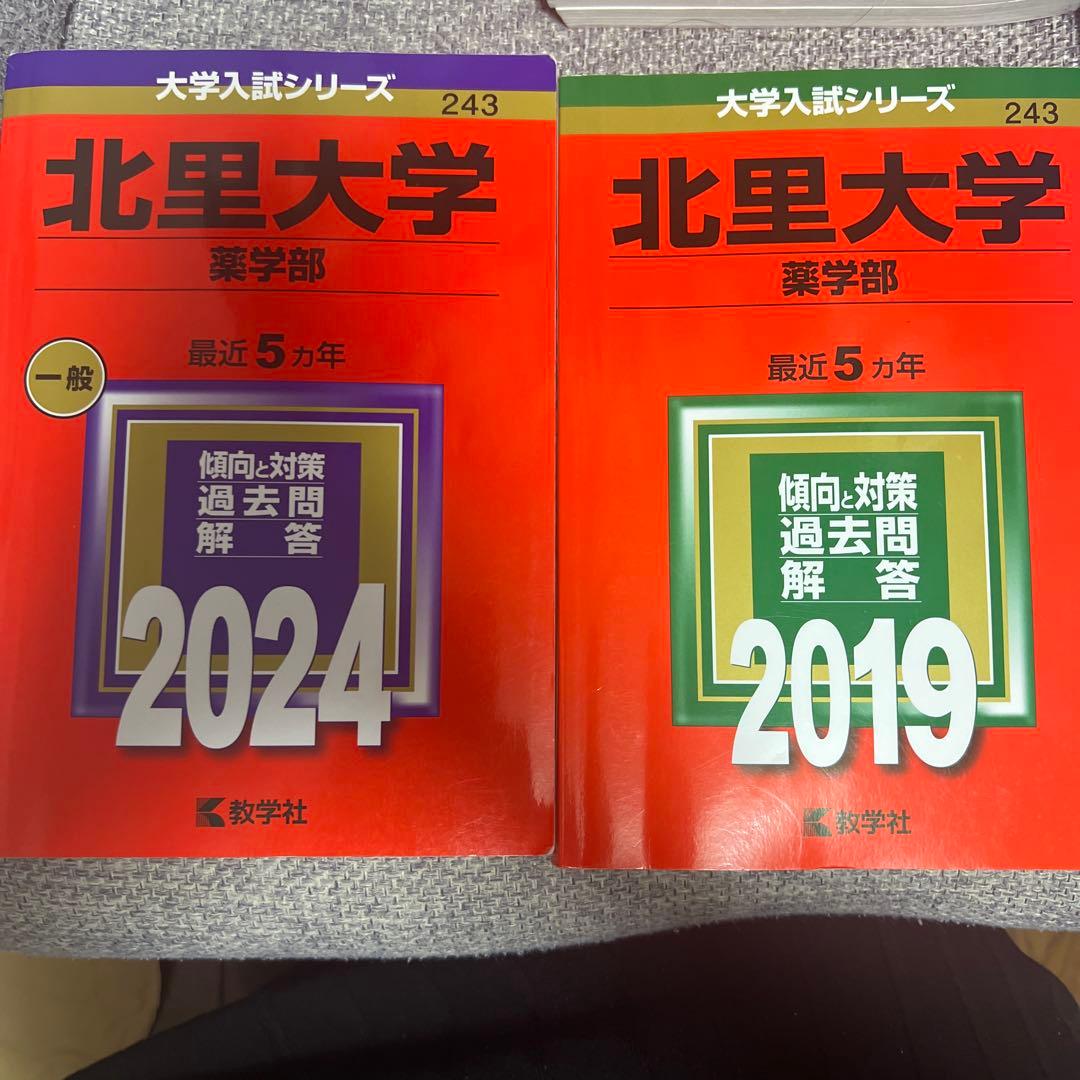 大学入試シリーズ
243
北里大学
薬学部
最近5カ年
一般
傾向と対策
過去問
解答
2024
教学社
大学入試シリーズ
243
北里大学
薬学部
最近5カ年
傾向と対策
過去問
解答
2019
教学社